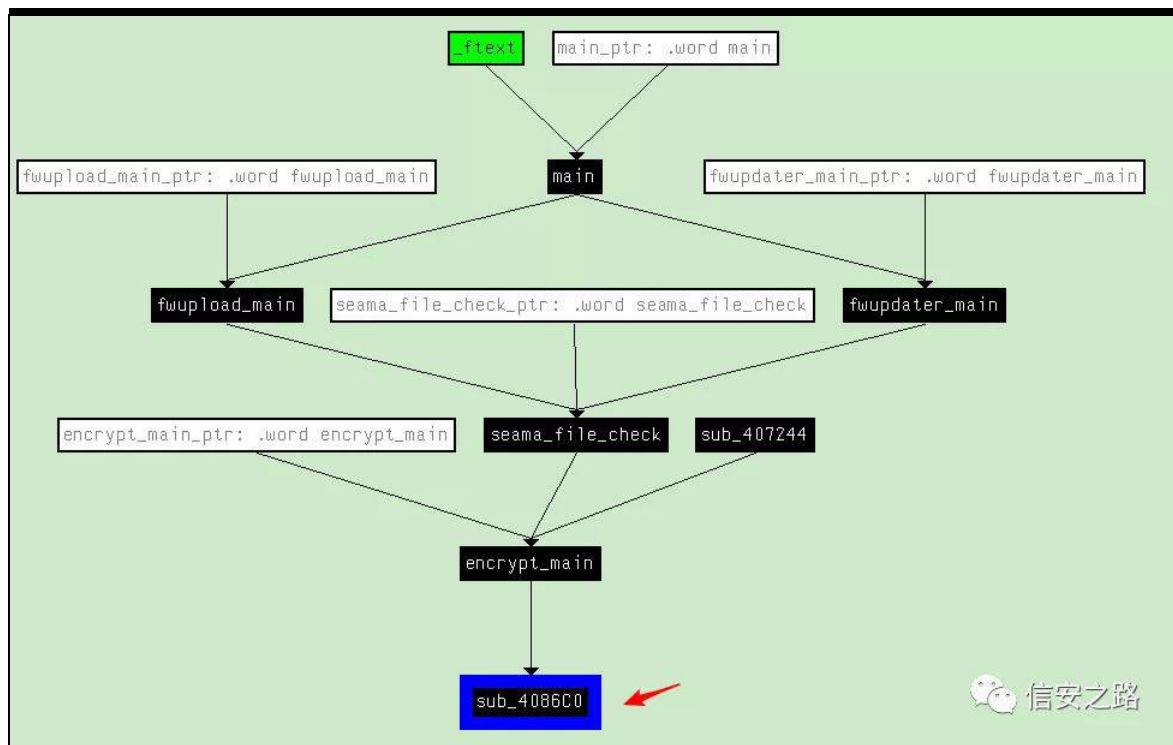 _ftext
main_ptr: .word main
fwupload_main_ptr: .word fwupload_main
main
fwupdater_main_ptr: .word fwupdater_main
fwupload_main
seama_file_check_ptr: .word seama_file_check
fwupdater_main
encrypt_main_ptr: .word encrypt_main
seama_file_check
sub_407244
encrypt_main
sub_4086C0
信安之路